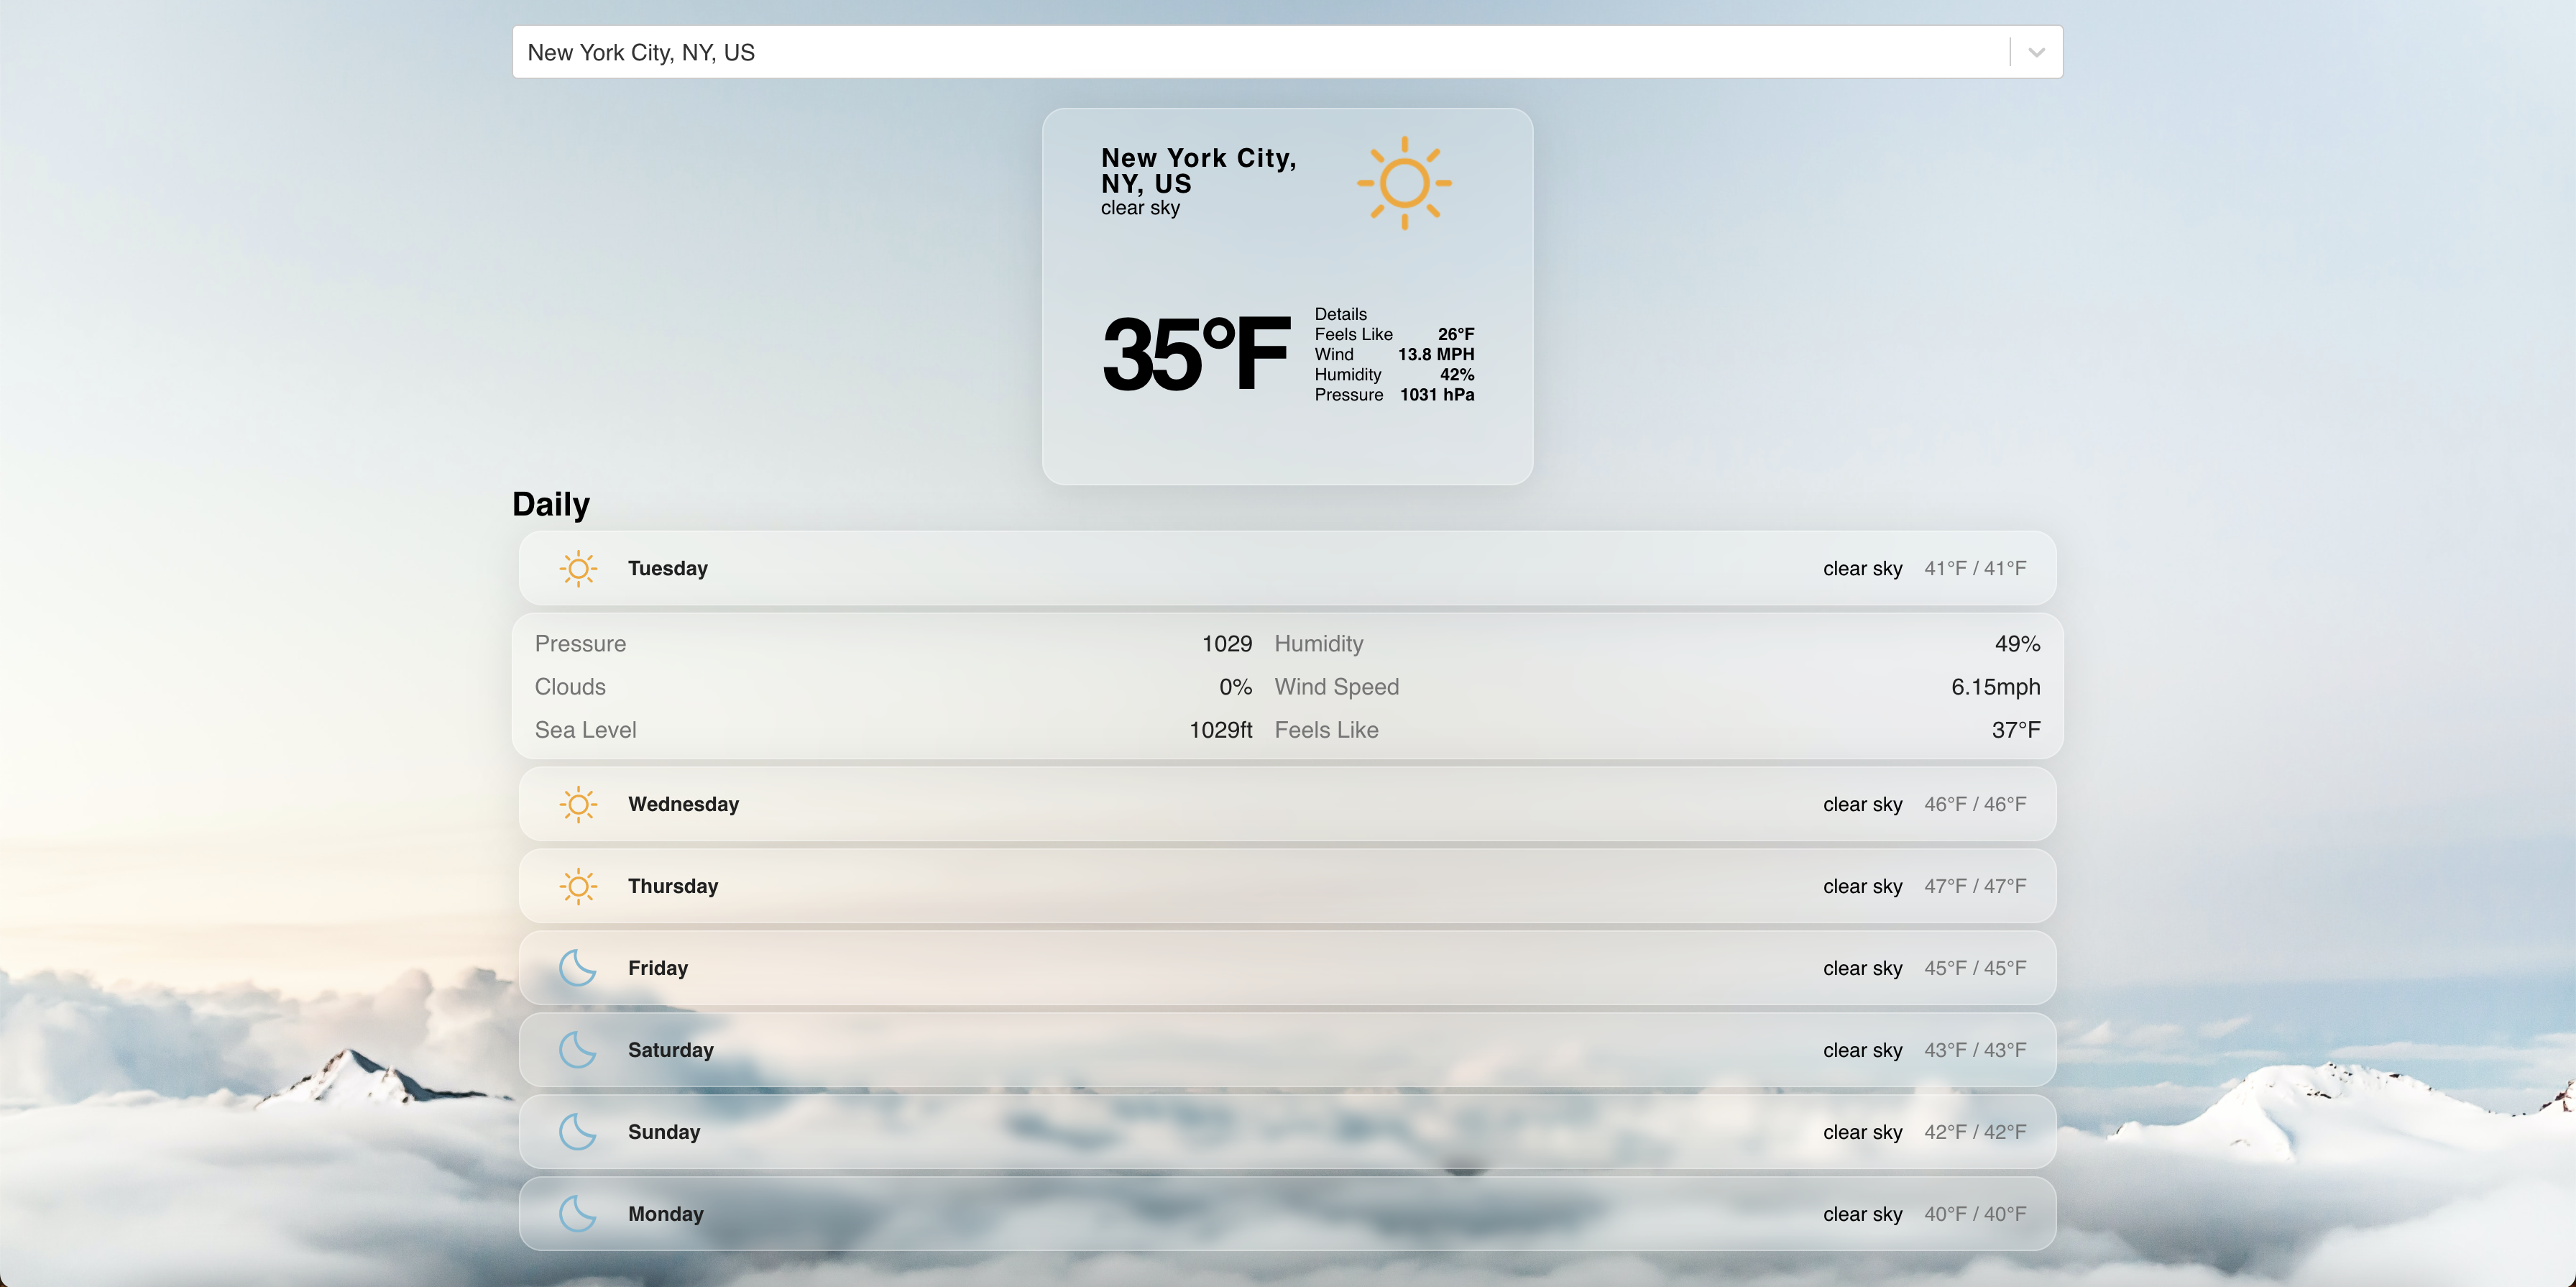 New York City, NY, US
New York City,
NY, US
clear sky
35°F
Details
Feels Like 26°F
Wind 13.8 MPH
Humidity 42%
Pressure 1031 hPa
Daily
Tuesday clear sky 41°F / 41°F
Pressure 1029 Humidity 49%
Clouds 0% Wind Speed 6.15mph
Sea Level 1029ft Feels Like 37°F
Wednesday clear sky 46°F / 46°F
Thursday clear sky 47°F / 47°F
Friday clear sky 45°F / 45°F
Saturday clear sky 43°F / 43°F
Sunday clear sky 42°F / 42°F
Monday clear sky 40°F / 40°F